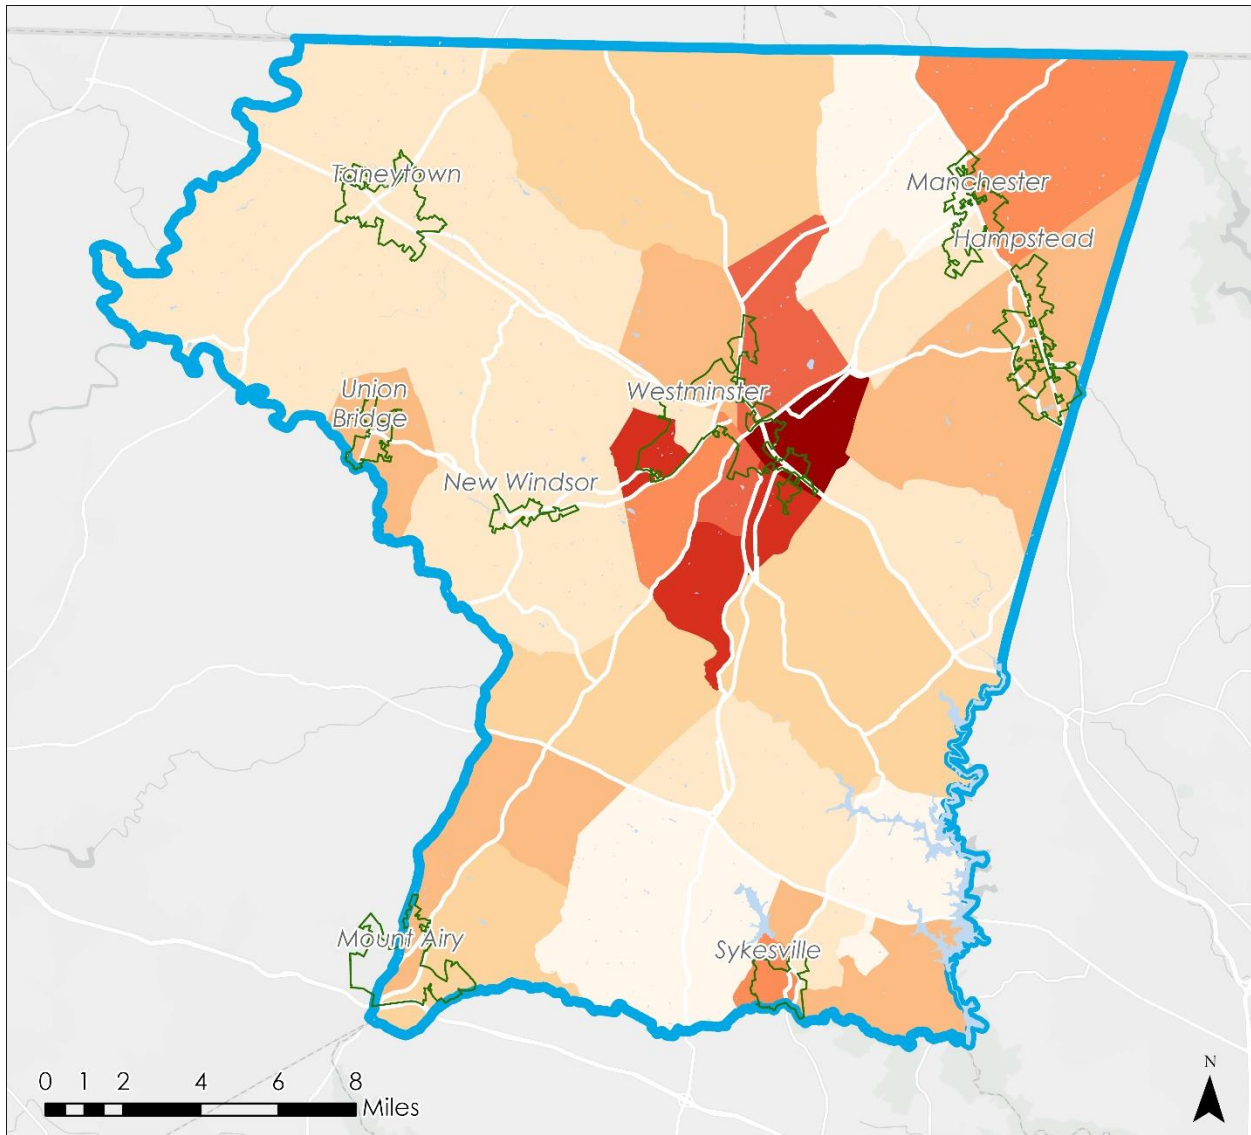 Taneytown
Manchester
Hampstead
Union
Bridge
Westminster
New Windsor
Mount Airy
Sykesville
0 1 2 4 6 8
Miles
N